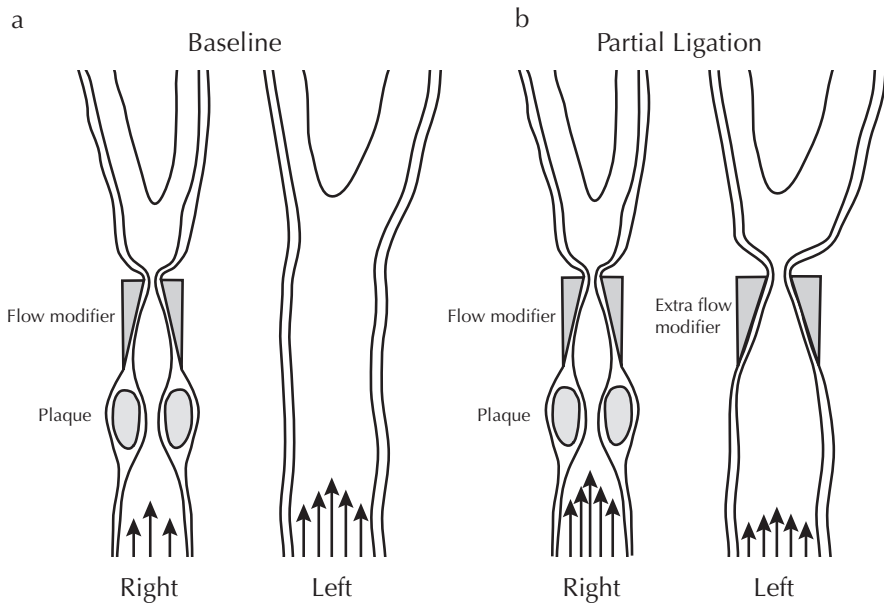 a
Baseline
Flow modifier
Plaque
Right
Left
b
Partial Ligation
Flow modifier
Extra flow
modifier
Plaque
Right
Left